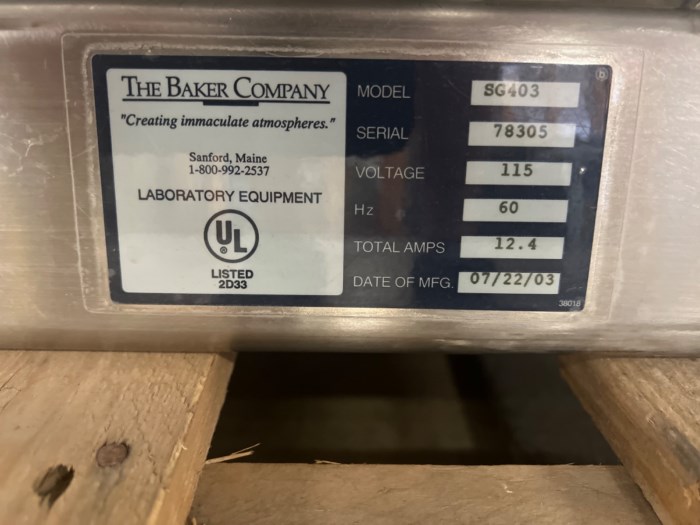 THE BAKER COMPANY
"Creating immaculate atmospheres."
Sanford, Maine
1-800-992-2537
LABORATORY EQUIPMENT
UL
®
LISTED
2D33
MODEL SG403
SERIAL 78305
VOLTAGE 115
Hz 60
TOTAL AMPS 12.4
DATE OF MFG. 07/22/03
38018